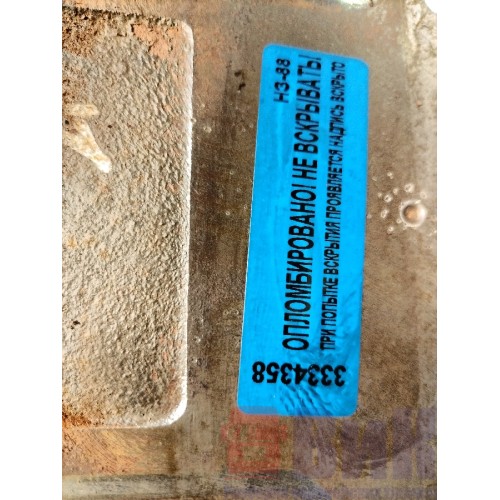 НЗ-88
ОПЛОМБИРОВАНО! НЕ ВСКРЫВАТЬ!
ПРИ ПОПЫТКЕ ВСКРЫТИЯ ПРОЯВЛЯЕТСЯ НАДПИСЬ ВСКРЫТО
3334358